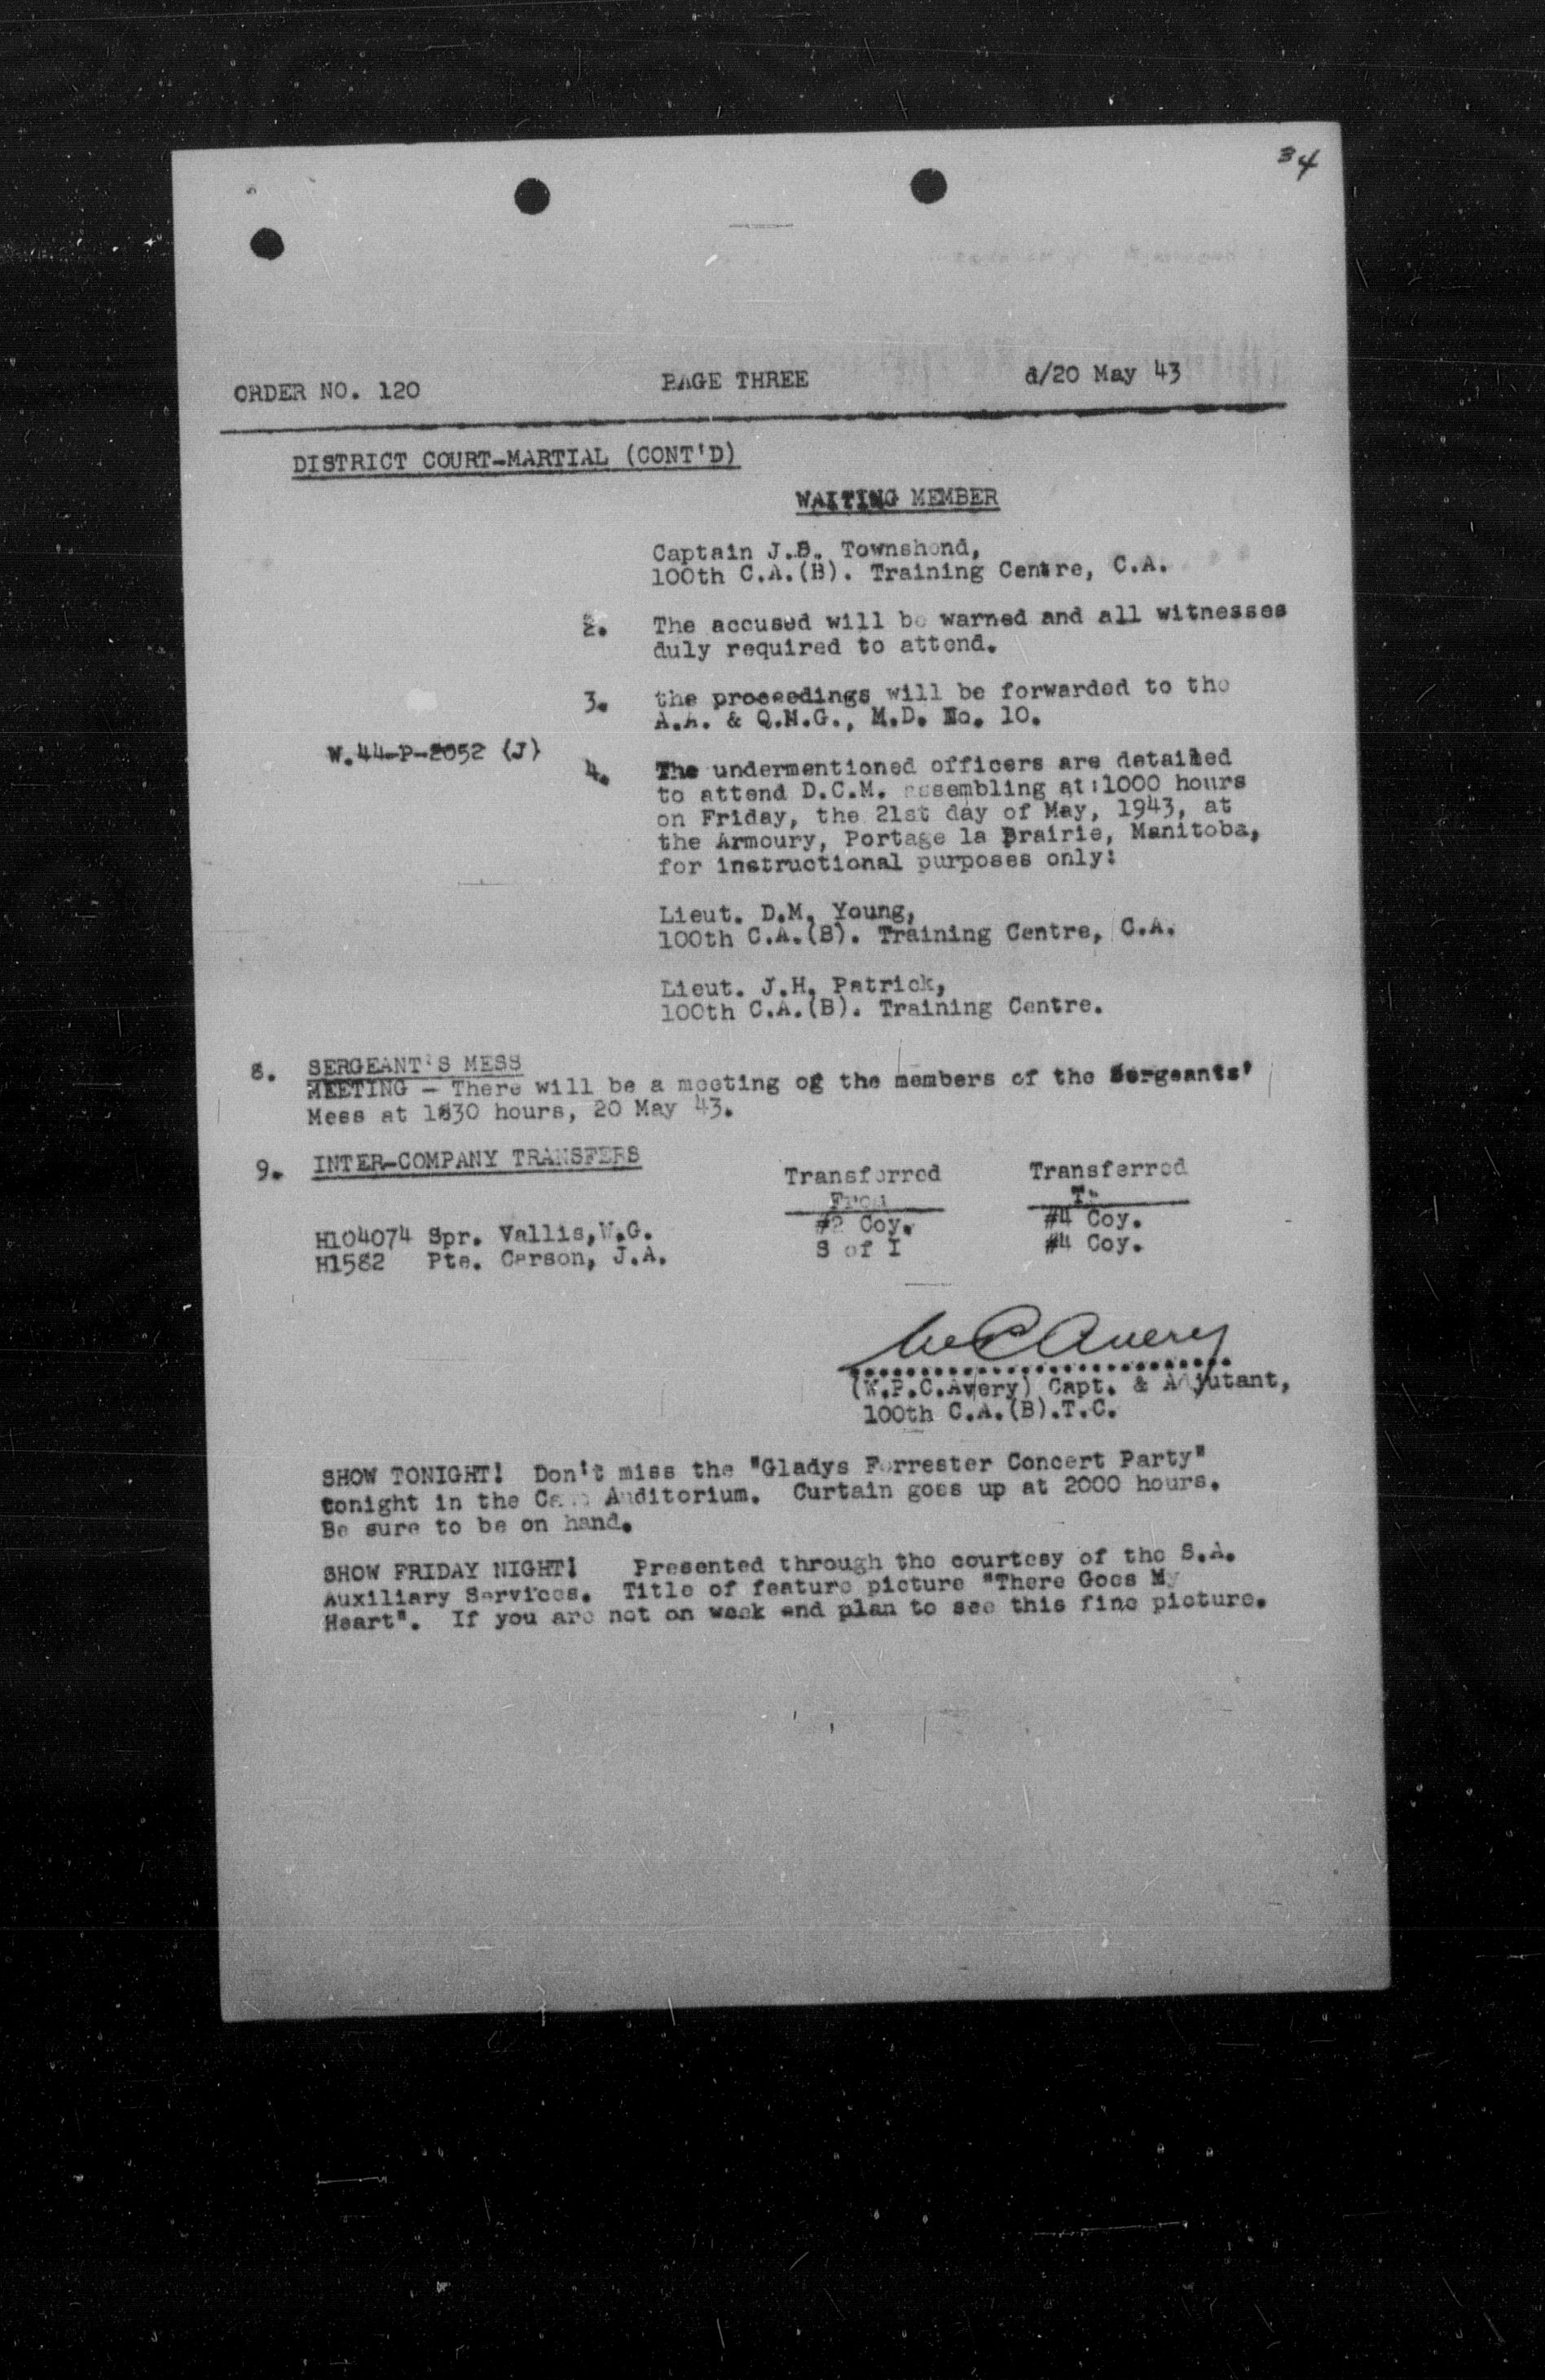 34
ORDER NO. 120 PAGE THREE d/20 May 43
DISTRICT COURT-MARTIAL (CONT'D)
WAITING MEMBER
Captain J.B. Townshend,
100th C.A.(B). Training Centre, C.A.
2. The accused will be warned and all witnesses
duly required to attend.
3. the proceedings will be forwarded to the
A.A. & Q.M.G., M.D. No. 10.
W.44-P-2052 (J)
4. The undermentioned officers are detailed
to attend D.C.M. assembling at 1000 hours
on Friday, the 21st day of May, 1943, at
the Armoury, Portage la Prairie, Manitoba,
for instructional purposes only:
Lieut. D.M. Young,
100th C.A.(B). Training Centre, C.A.
Lieut. J.H. Patrick,
100th C.A.(B). Training Centre.
8. SERGEANT'S MESS
MEETING - There will be a meeting of the members of the Sergeants'
Mess at 1830 hours, 20 May 43.
9. INTER-COMPANY TRANSFERS
Transferred Transferred
From To
H104074 Spr. Vallis, W.G. #2 Coy. #4 Coy.
H1582 Pte. Carson, J.A. S of I #4 Coy.
WPC Avery
(W.P.C.Avery) Capt. & Adjutant,
100th C.A.(B).T.C.
SHOW TONIGHT! Don't miss the "Gladys Forrester Concert Party"
tonight in the Camp Auditorium. Curtain goes up at 2000 hours.
Be sure to be on hand.
SHOW FRIDAY NIGHT! Presented through the courtesy of the S.A.
Auxiliary Services. Title of feature picture "There Goes My
Heart". If you are not on week end plan to see this fine picture.